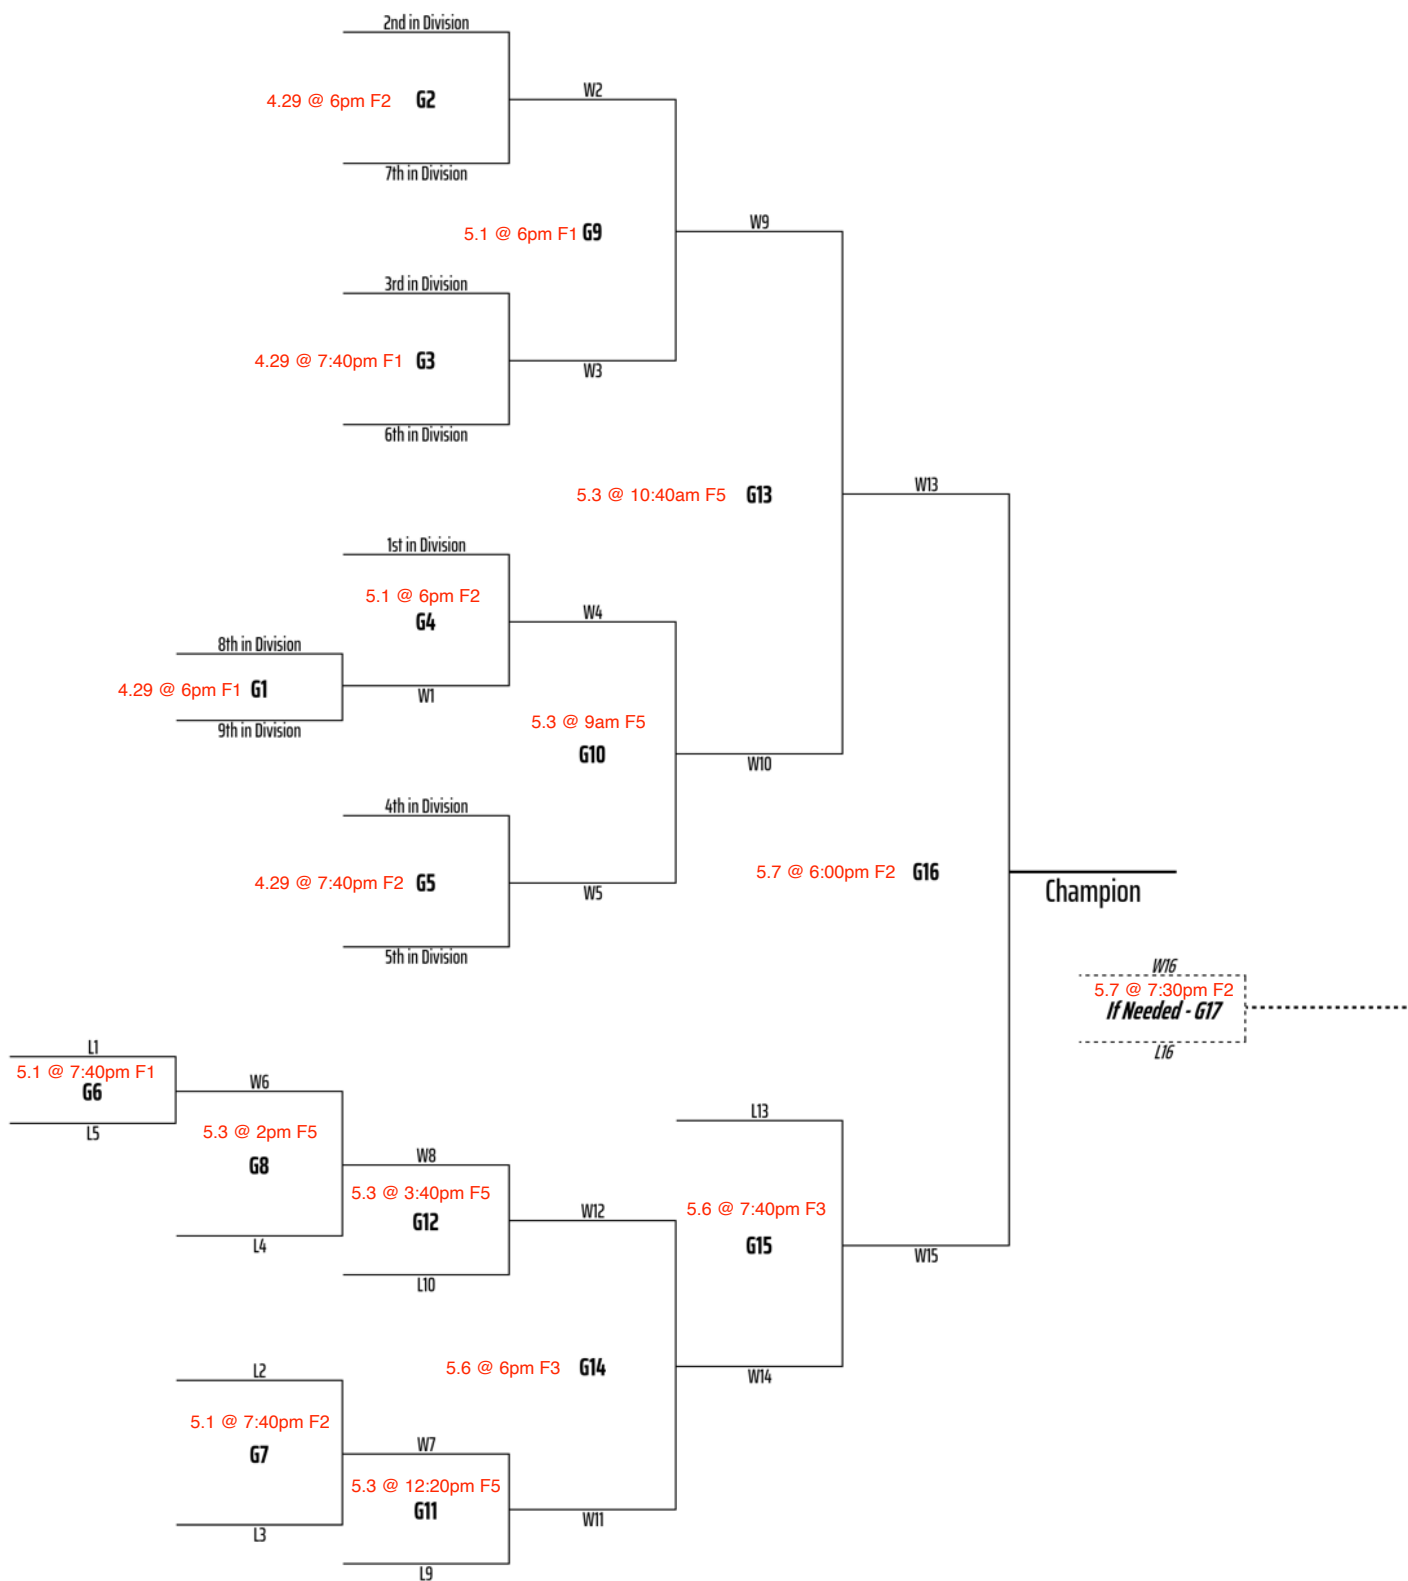 2nd in Division
4.29 @ 6pm F2 G2
W2
7th in Division
5.1 @ 6pm F1 G9
W9
3rd in Division
4.29 @ 7:40pm F1 G3
W3
6th in Division
5.3 @ 10:40am F5 G13
W13
1st in Division
5.1 @ 6pm F2
G4
W4
8th in Division
4.29 @ 6pm F1 G1
W1
9th in Division
5.3 @ 9am F5
G10
W10
4th in Division
4.29 @ 7:40pm F2 G5
W5
5th in Division
5.7 @ 6:00pm F2 G16
Champion
W16
5.7 @ 7:30pm F2
If Needed - G17
L16
L1
5.1 @ 7:40pm F1
G6
L5
W6
5.3 @ 2pm F5
G8
L4
W8
5.3 @ 3:40pm F5
G12
L10
W12
L13
5.6 @ 7:40pm F3
G15
W15
5.6 @ 6pm F3 G14
W14
L2
5.1 @ 7:40pm F2
G7
L3
W7
5.3 @ 12:20pm F5
G11
W11
L9